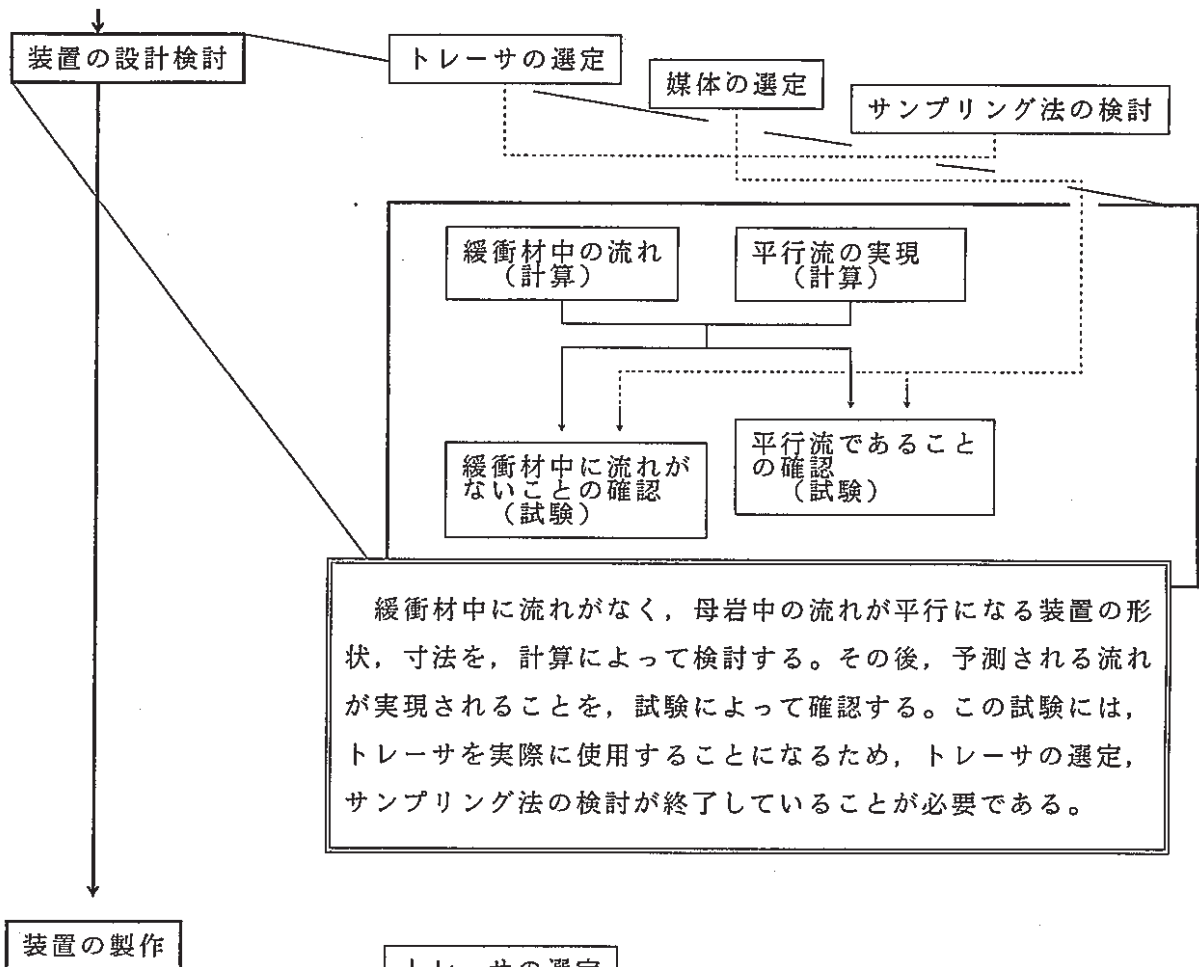 装置の設計検討
トレーサの選定
媒体の選定
サンプリング法の検討
緩衝材中の流れ
（計算）
平行流の実現
（計算）
緩衝材中に流れが
ないことの確認
（試験）
平行流であること
の確認
（試験）
緩衝材中に流れがなく，母岩中の流れが平行になる装置の形
状，寸法を，計算によって検討する。その後，予測される流れ
が実現されることを，試験によって確認する。この試験には，
トレーサを実際に使用することになるため，トレーサの選定，
サンプリング法の検討が終了していることが必要である。
装置の製作
トレーサの選定